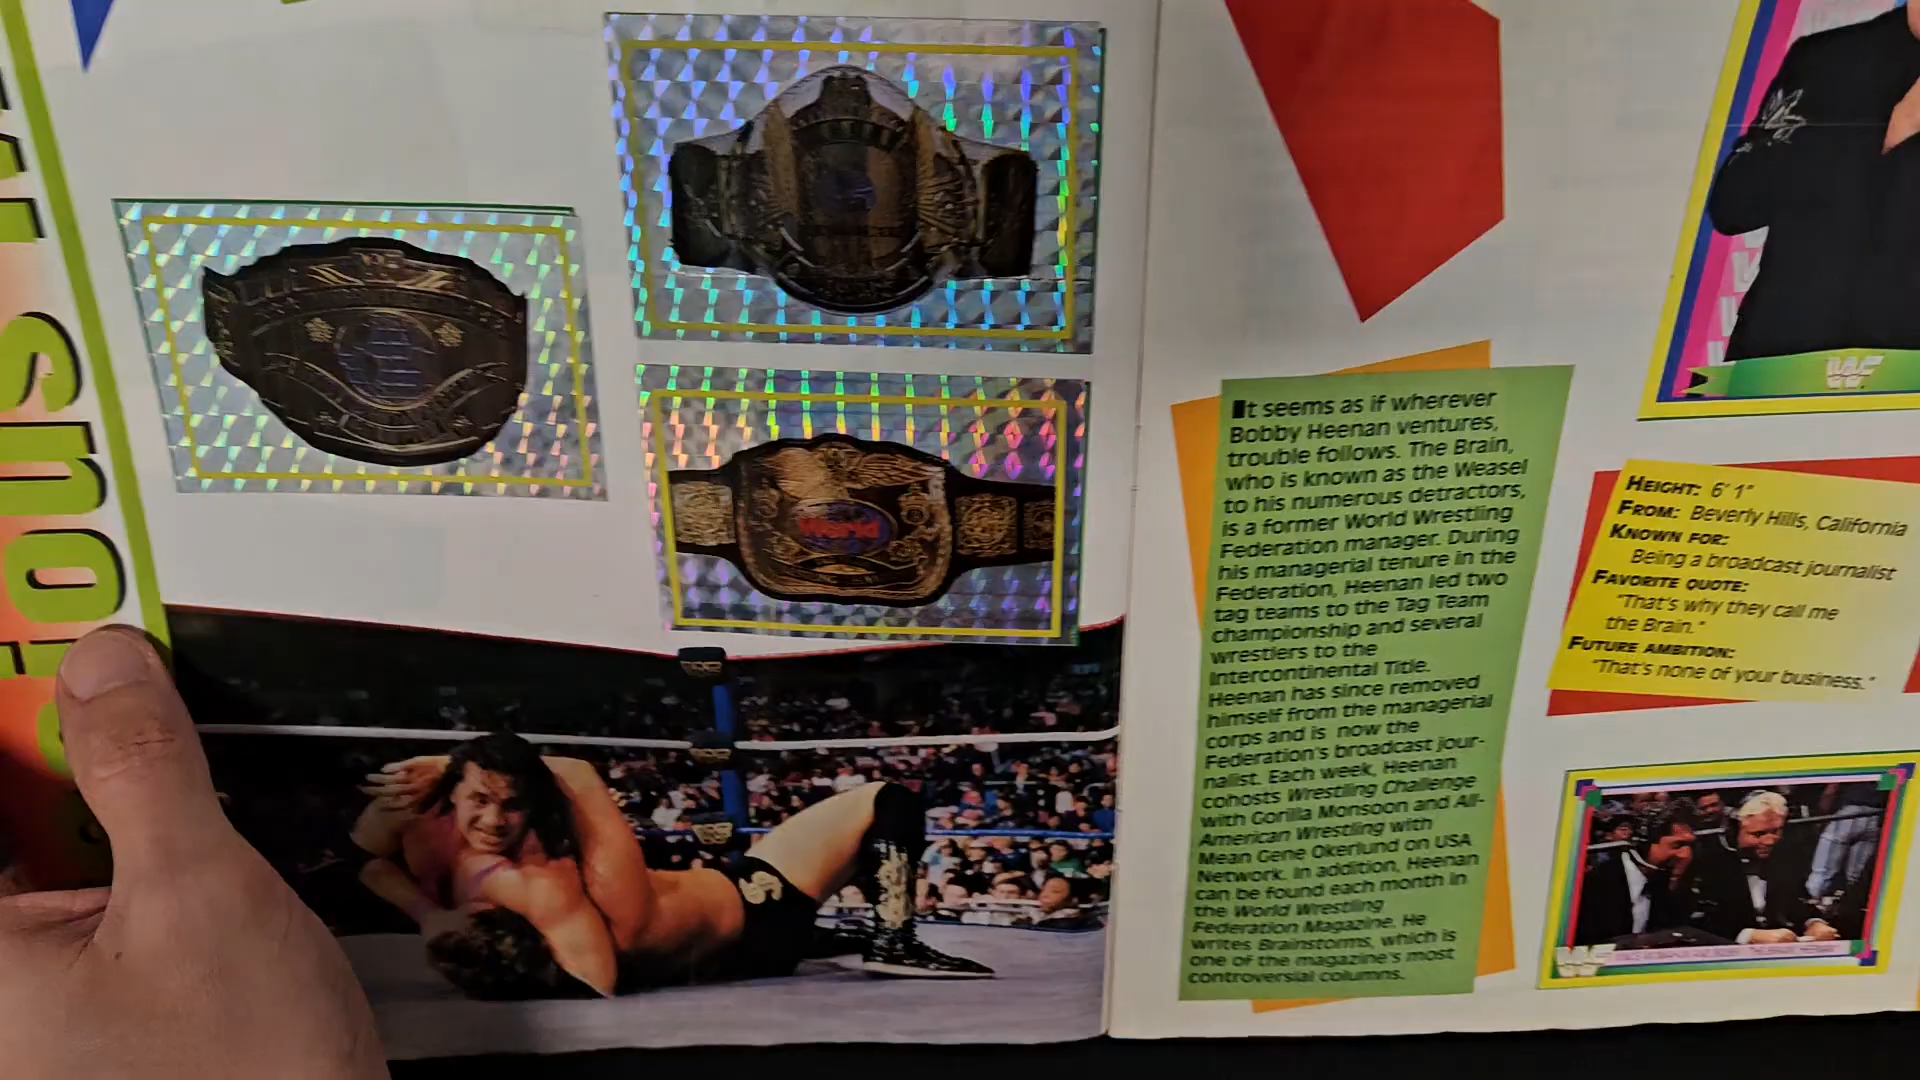 World
It seems as if wherever
Bobby Heenan ventures,
trouble follows. The Brain,
who is known as the Weasel
to his numerous detractors,
is a former World Wrestling
Federation manager. During
his managerial tenure in the
Federation, Heenan led two
tag teams to the Tag Team
championship and several
wrestlers to the
Intercontinental Title.
Heenan has since removed
himself from the managerial
corps and is now the
Federation's broadcast jour-
nalist. Each week, Heenan
cohosts Wrestling Challenge
with Gorilla Monsoon and All-
American Wrestling with
Mean Gene Okerlund on USA
Network. In addition, Heenan
can be found each month in
the World Wrestling
Federation Magazine. He
writes Brainstorms, which is
one of the magazine's most
controversial columns.
HEIGHT: 6' 1"
FROM: Beverly Hills, California
KNOWN FOR:
Being a broadcast journalist
FAVORITE QUOTE:
"That's why they call me
the Brain."
FUTURE AMBITION:
"That's none of your business."